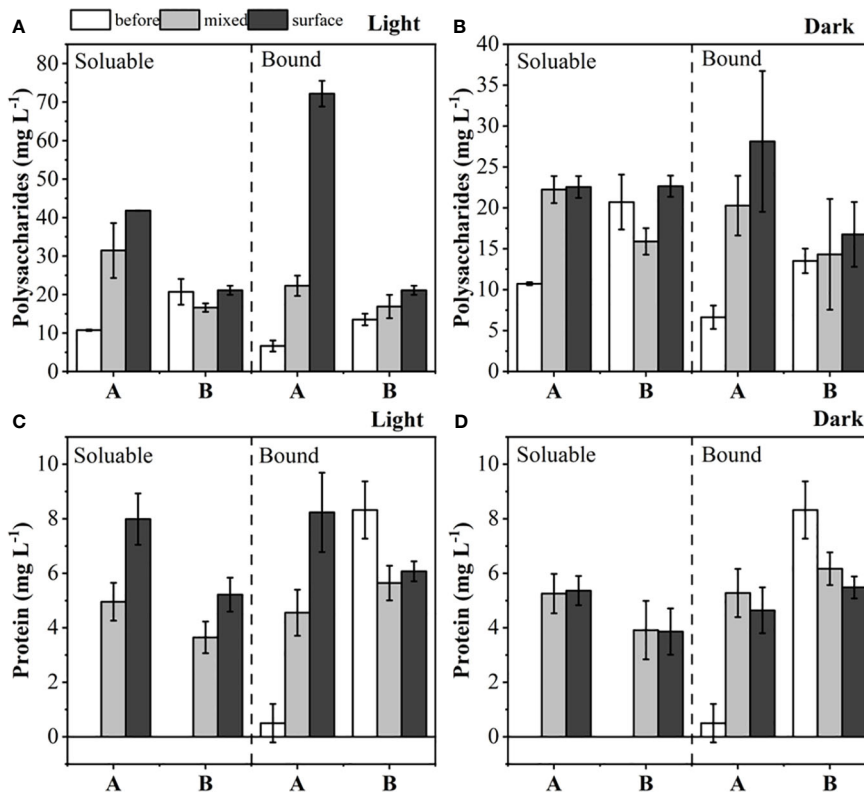 A before mixed surface Light
Soluable Bound
Polysaccharides (mg L⁻¹)
80
70
60
50
40
30
20
10
0
A B A B
B Dark
Soluable Bound
Polysaccharides (mg L⁻¹)
40
35
30
25
20
15
10
5
0
A B A B
C Light
Soluable Bound
Protein (mg L⁻¹)
10
8
6
4
2
0
A B A B
D Dark
Soluable Bound
Protein (mg L⁻¹)
10
8
6
4
2
0
A B A B